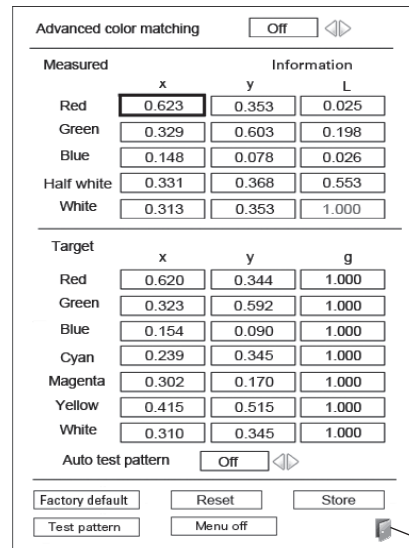 Advanced color matching Off
Measured Information
x y L
Red 0.623 0.353 0.025
Green 0.329 0.603 0.198
Blue 0.148 0.078 0.026
Half white 0.331 0.368 0.553
White 0.313 0.353 1.000
Target
x y g
Red 0.620 0.344 1.000
Green 0.323 0.592 1.000
Blue 0.154 0.090 1.000
Cyan 0.239 0.345 1.000
Magenta 0.302 0.170 1.000
Yellow 0.415 0.515 1.000
White 0.310 0.345 1.000
Auto test pattern Off
Factory default Reset Store
Test pattern Menu off